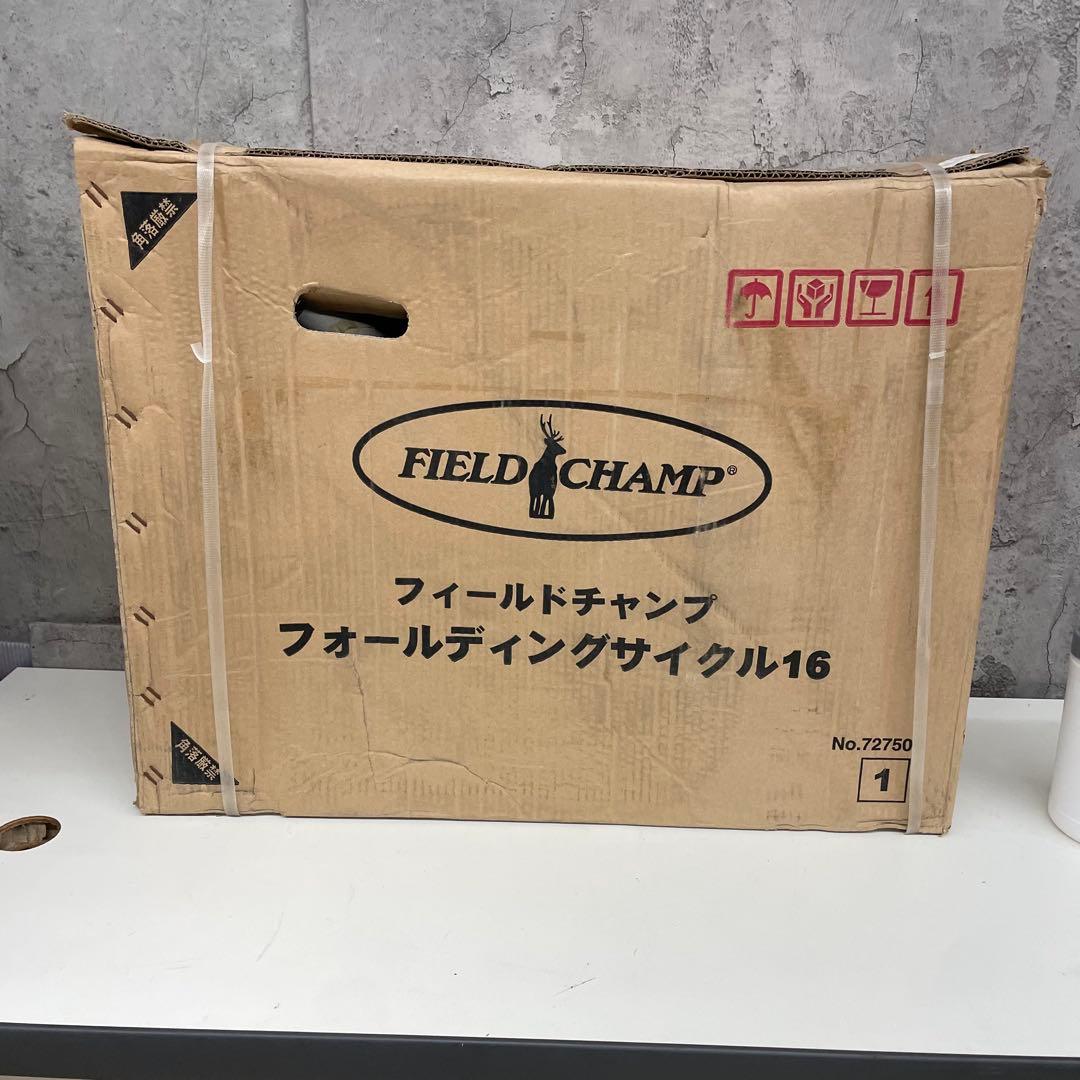 角落厳禁
FIELD CHAMP®
フィールドチャンプ
フォールディングサイクル16
角落厳禁
No.72750
1